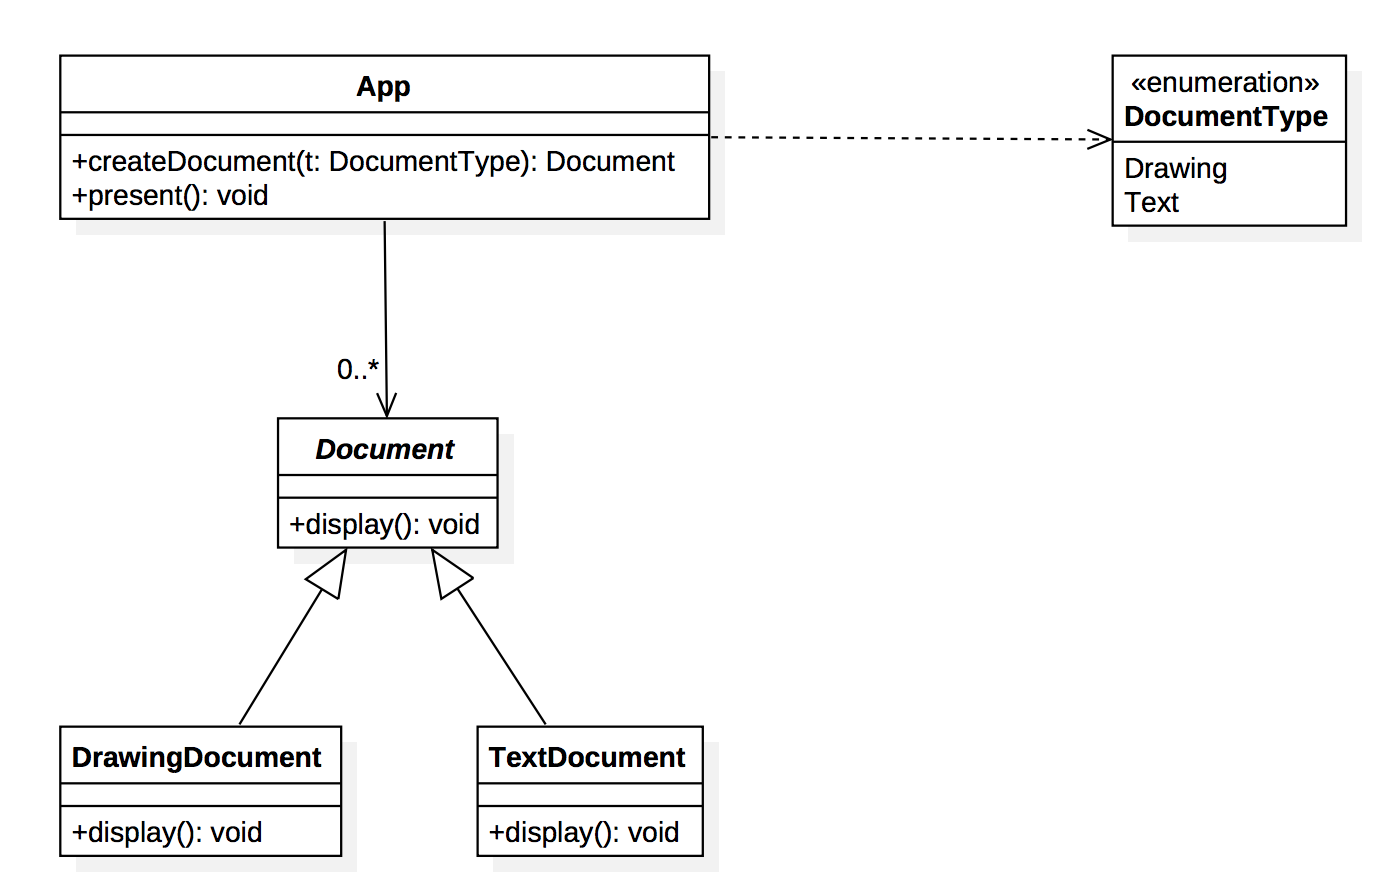 App
+createDocument(t: DocumentType): Document
+present(): void
«enumeration»
DocumentType
Drawing
Text
0..*
Document
+display(): void
DrawingDocument
+display(): void
TextDocument
+display(): void